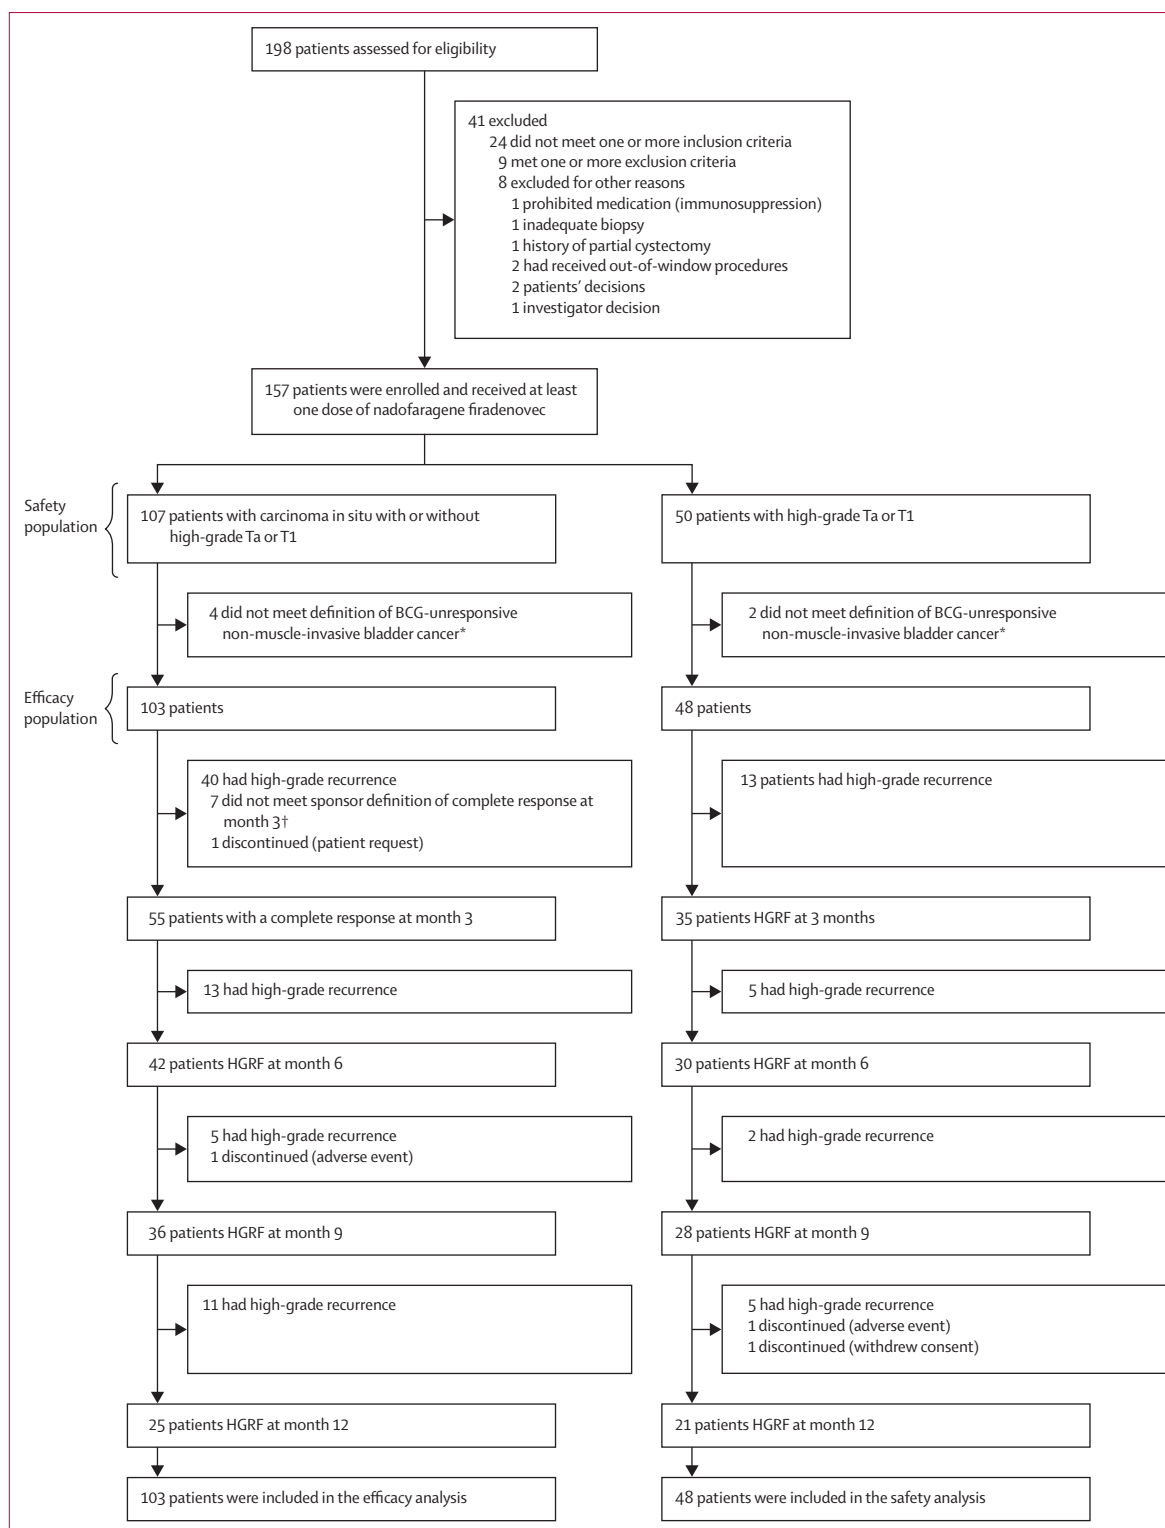 198 patients assessed for eligibility
41 excluded
24 did not meet one or more inclusion criteria
9 met one or more exclusion criteria
8 excluded for other reasons
1 prohibited medication (immunosuppression)
1 inadequate biopsy
1 history of partial cystectomy
2 had received out-of-window procedures
2 patients’ decisions
1 investigator decision
157 patients were enrolled and received at least
one dose of nadofaragene firadenovec
Safety
population
107 patients with carcinoma in situ with or without
high-grade Ta or T1
50 patients with high-grade Ta or T1
4 did not meet definition of BCG-unresponsive
non-muscle-invasive bladder cancer*
2 did not meet definition of BCG-unresponsive
non-muscle-invasive bladder cancer*
Efficacy
population
103 patients
48 patients
40 had high-grade recurrence
7 did not meet sponsor definition of complete response at
month 3†
1 discontinued (patient request)
13 patients had high-grade recurrence
55 patients with a complete response at month 3
35 patients HGRF at 3 months
13 had high-grade recurrence
5 had high-grade recurrence
42 patients HGRF at month 6
30 patients HGRF at month 6
5 had high-grade recurrence
1 discontinued (adverse event)
2 had high-grade recurrence
36 patients HGRF at month 9
28 patients HGRF at month 9
11 had high-grade recurrence
5 had high-grade recurrence
1 discontinued (adverse event)
1 discontinued (withdrew consent)
25 patients HGRF at month 12
21 patients HGRF at month 12
103 patients were included in the efficacy analysis
48 patients were included in the safety analysis